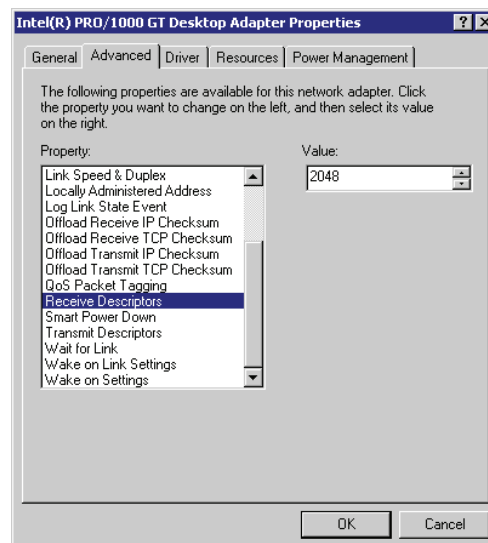 Intel(R) PRO/1000 GT Desktop Adapter Properties ? X
General Advanced Driver Resources Power Management
The following properties are available for this network adapter. Click
the property you want to change on the left, and then select its value
on the right.
Property: Value:
Link Speed & Duplex 2048
Locally Administered Address
Log Link State Event
Offload Receive IP Checksum
Offload Receive TCP Checksum
Offload Transmit IP Checksum
Offload Transmit TCP Checksum
QoS Packet Tagging
Receive Descriptors
Smart Power Down
Transmit Descriptors
Wait for Link
Wake on Link Settings
Wake on Settings
OK Cancel